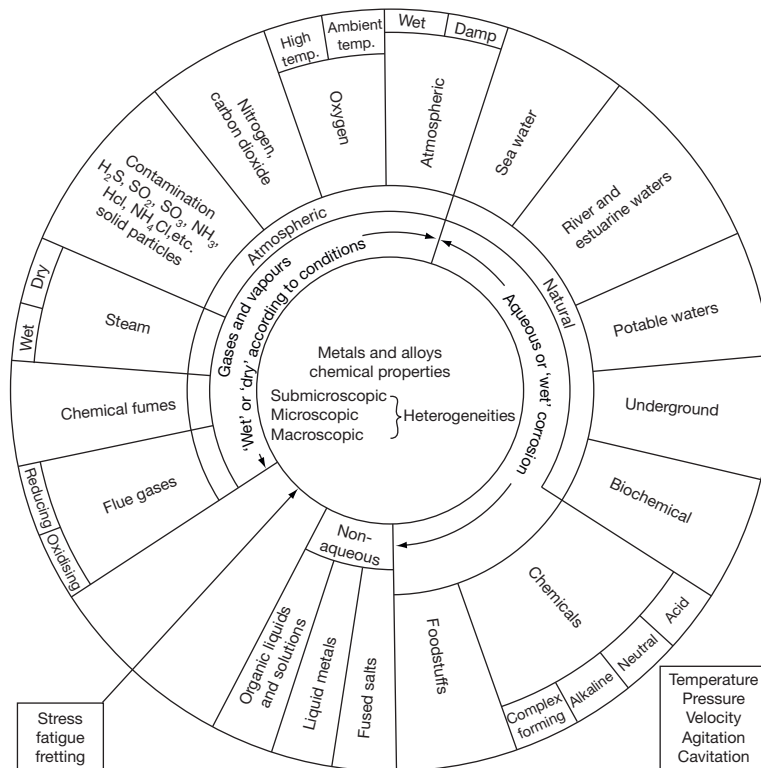 Wet
Damp
Atmospheric
Sea water
River and
estuarine waters
Potable waters
Underground
Biochemical
Natural
Chemicals
Acid
Neutral
Alkaline
Complex
forming
Foodstuffs
Non-
aqueous
Fused salts
Liquid metals
Organic liquids
and solutions
Flue gases
Reducing
Oxidising
Chemical fumes
Steam
Wet
Dry
Contamination
H₂S, SO₂, SO₃, NH₃,
Hcl, NH₄Cl,etc.
solid particles
Nitrogen,
carbon dioxide
High
temp.
Ambient
temp.
Oxygen
Atmospheric
Gases and vapours
‘Wet’ or ‘dry’ according to conditions
Aqueous or ‘wet’ corrosion
Metals and alloys
chemical properties
Submicroscopic
Microscopic
Macroscopic
Heterogeneities
Stress
fatigue
fretting
Temperature
Pressure
Velocity
Agitation
Cavitation